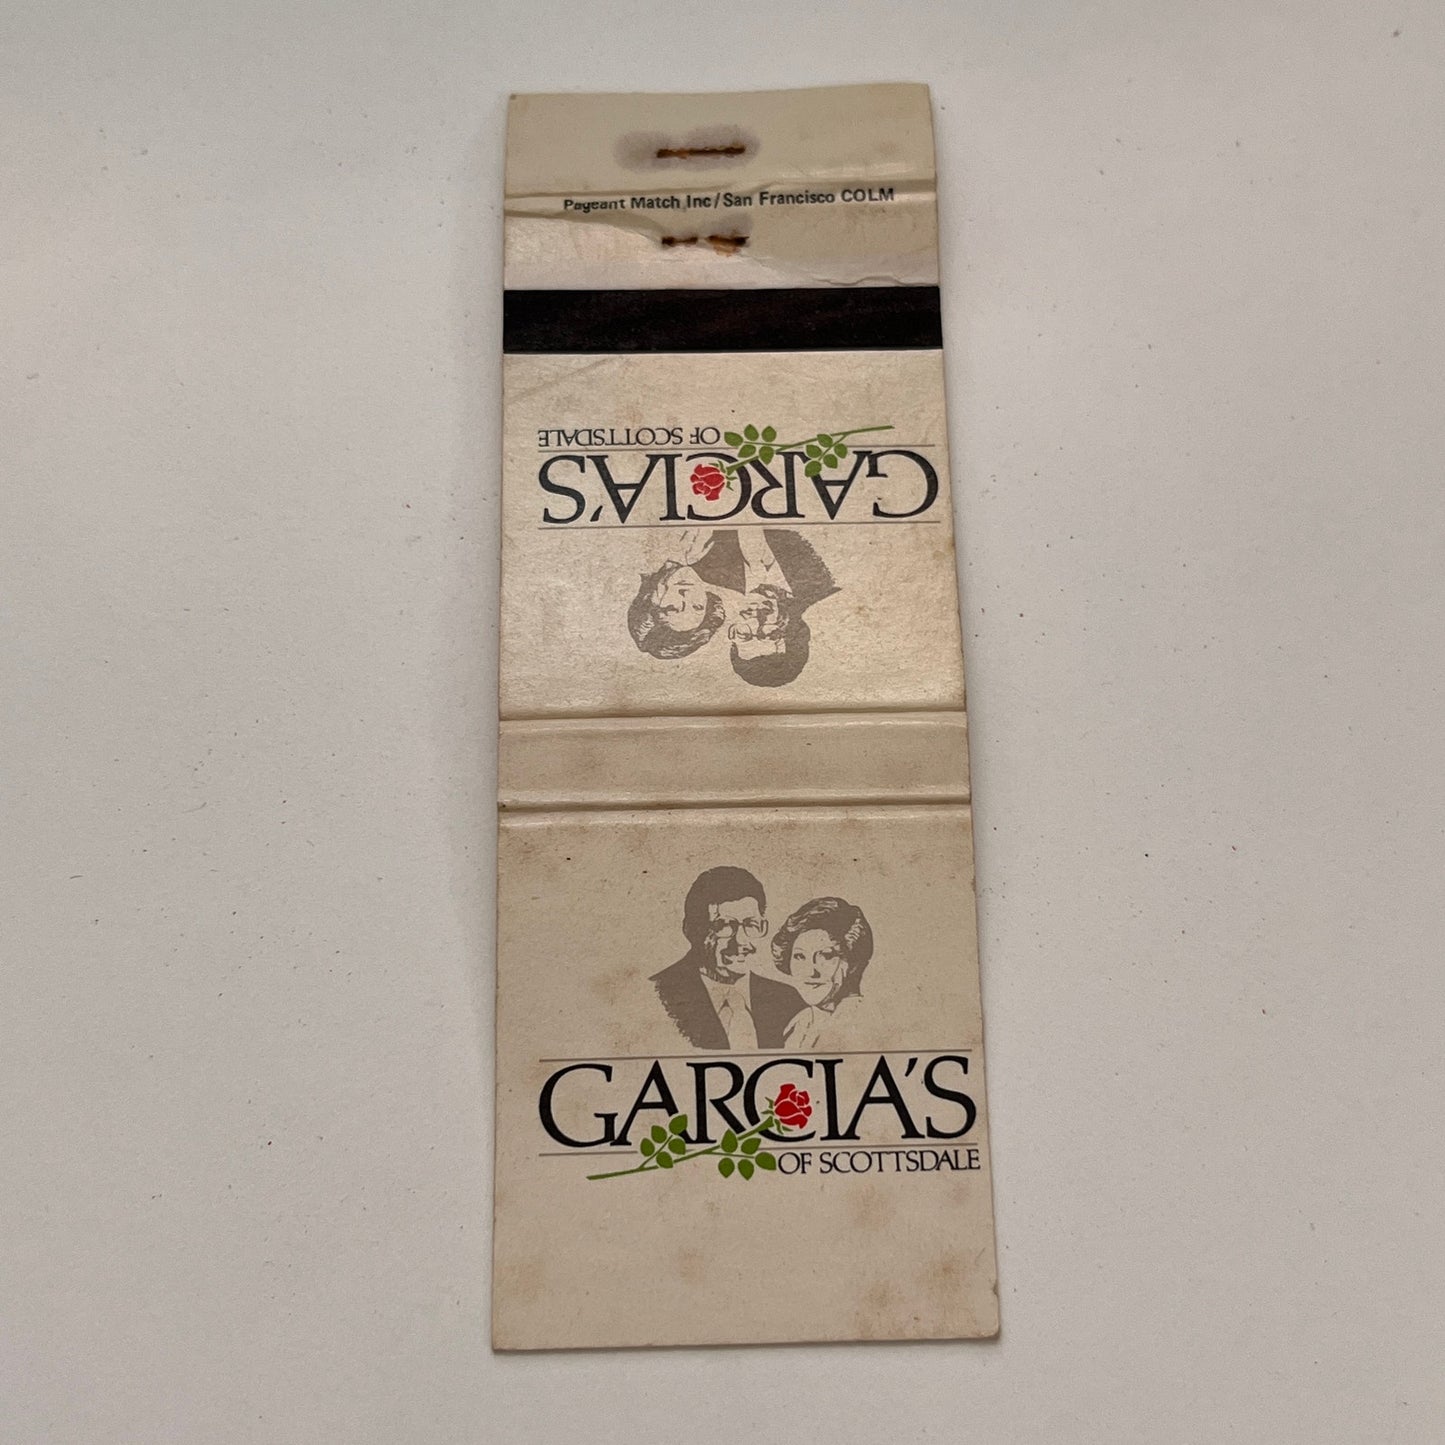 Pageant Match Inc/San Francisco COLM
GARCIA'S
OF SCOTTSDALE
GARCIA'S
OF SCOTTSDALE